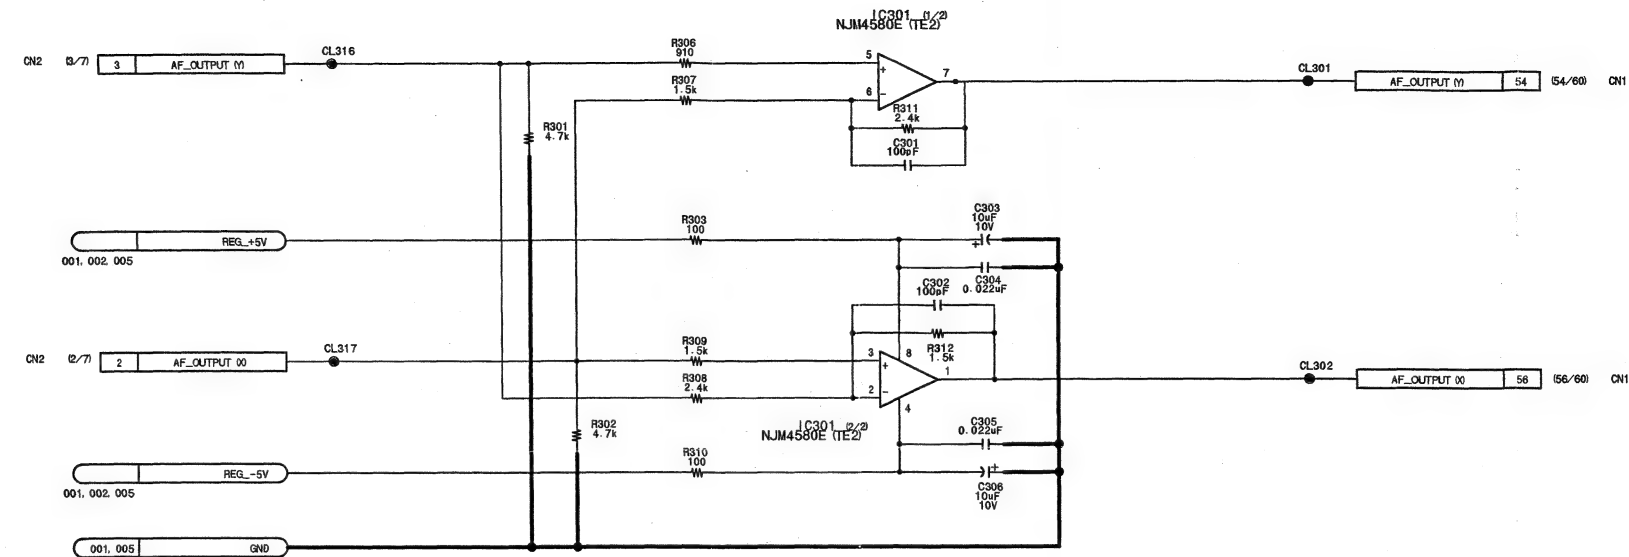 IC301 (1/2)
NJM4580E (TE2)
CN2 (3/7) 3 AF_OUTPUT (Y)
CL316
R306
910
R307
1.5k
5
6
7
+
-
R311
2.4k
C301
100pF
CL301
AF_OUTPUT (Y) 54 (54/60) CN1
R301
4.7k
REG_+5V
001, 002, 005
R303
100
C303
10uF
10V
+
C304
0.022uF
C302
100pF
CN2 (2/7) 2 AF_OUTPUT (X)
CL317
R309
1.5k
R308
2.4k
3
2
8
1
4
+
-
R312
1.5k
CL302
AF_OUTPUT (X) 56 (56/60) CN1
R302
4.7k
IC301 (2/2)
NJM4580E (TE2)
C305
0.022uF
REG_-5V
001, 002, 005
R310
100
+
C306
10uF
10V
001, 005 GND